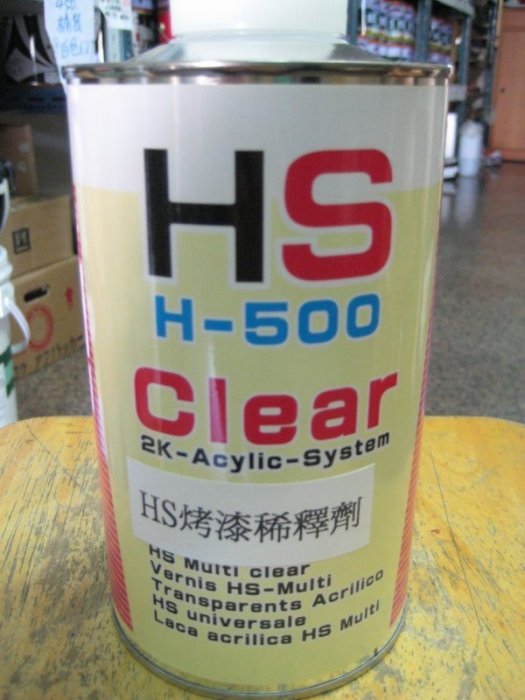 HS
H-500
Clear
2K-Acylic-System
HS烤漆稀釋劑
HS Multi clear
Vernis HS-Multi
Transparents Acrilico
HS universale
Laca acrilica HS Multi